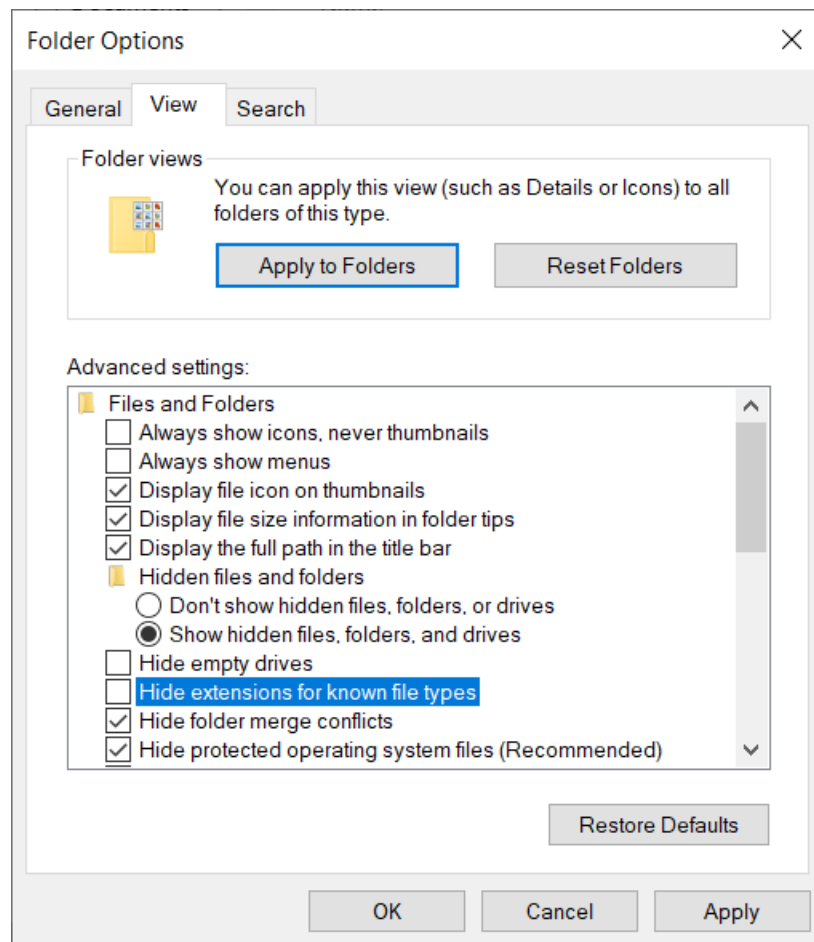 Folder Options
General
View
Search
Folder views
You can apply this view (such as Details or Icons) to all
folders of this type.
Apply to Folders
Reset Folders
Advanced settings:
Files and Folders
Always show icons, never thumbnails
Always show menus
Display file icon on thumbnails
Display file size information in folder tips
Display the full path in the title bar
Hidden files and folders
Don't show hidden files, folders, or drives
Show hidden files, folders, and drives
Hide empty drives
Hide extensions for known file types
Hide folder merge conflicts
Hide protected operating system files (Recommended)
Restore Defaults
OK
Cancel
Apply